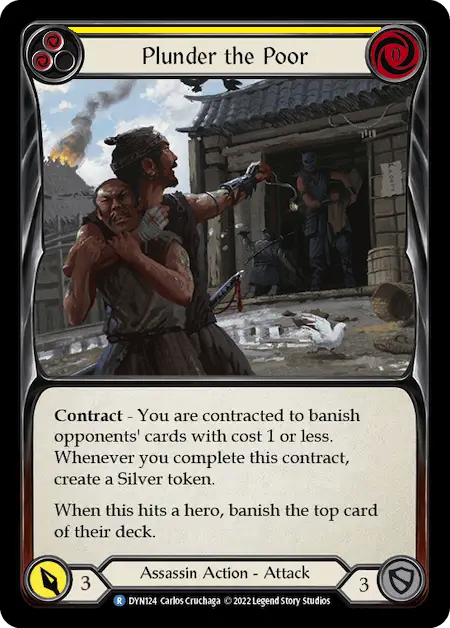 Plunder the Poor
0
Contract - You are contracted to banish
opponents' cards with cost 1 or less.
Whenever you complete this contract,
create a Silver token.
When this hits a hero, banish the top card
of their deck.
3
Assassin Action - Attack
3
R DYN124 Carlos Cruchaga © 2022 Legend Story Studios